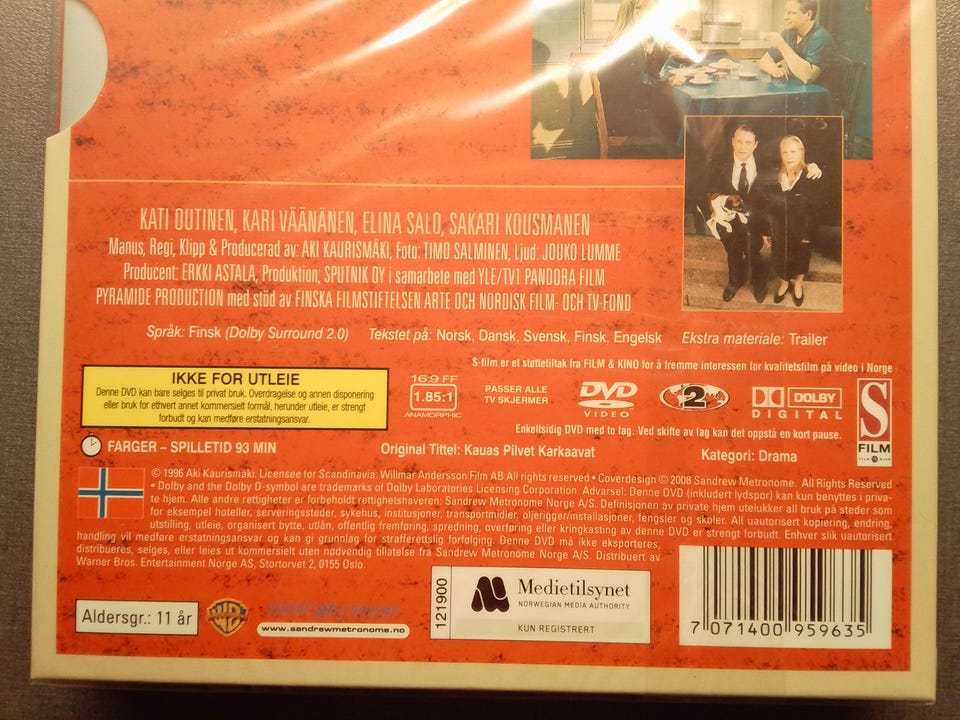 KATI OUTINEN, KARI VÄÄNÄNEN, ELINA SALO, SAKARI KOUSMANEN
Manus, Regi, Klipp & Producerad av: AKI KAURISMÄKI, Foto: TIMO SALMINEN, Ljud: JOUKO LUMME
Producent: ERKKI ASTALA, Produktion; SPUTNIK OY i samarbete med YLE/TV1 PANDORA FILM
PYRAMIDE PRODUCTION med stöd av FINSKA FILMSTIFTELSEN ARTE OCH NORDISK FILM- OCH TV-FOND
Språk: Finsk (Dolby Surround 2.0) Tekstet på: Norsk, Dansk, Svensk, Finsk, Engelsk Ekstra materiale: Trailer
S-film er et støttetiltak fra FILM & KINO for å fremme interessen for kvalitetsfilm på video i Norge
IKKE FOR UTLEIE
Denne DVD kan bare selges til privat bruk. Overdragelse og annen disponering
eller bruk for ethvert annet kommersielt formål, herunder utleie, er strengt
forbudt og kan medføre erstatningsansvar.
16:9 FF
1.85:1
ANAMORPHIC
PASSER ALLE
TV SKJERMER
DVD
VIDEO
2
DOLBY
DIGITAL
S
FILM
Enkeltsidig DVD med to lag. Ved skifte av lag kan det oppstå en kort pause.
FARGER – SPILLETID 93 MIN
Original Tittel: Kauas Pilvet Karkaavat
Kategori: Drama
© 1996 Aki Kaurismäki. Licensee for Scandinavia: Willmar Andersson Film AB All rights reserved • Coverdesign © 2008 Sandrew Metronome. All Rights Reserved
• Dolby and the Dolby D-symbol are trademarks of Dolby Laboratories Licensing Corporation. Advarsel: Denne DVD (inkludert lydspor) kan kun benyttes i priva-
te hjem. Alle andre rettigheter er forbeholdt rettighetshaveren: Sandrew Metronome Norge A/S. Definisjonen av private hjem utelukker all bruk på steder som
for eksempel hoteller, serveringssteder, sykehus, institusjoner, transportmidler, oljerigger/installasjoner, fengsler og skoler. All uautorisert kopiering, endring,
utstilling, utleie, organisert bytte, utlån, offentlig fremføring, spredning, overføring eller kringkasting av denne DVD er strengt forbudt. Enhver slik uautorisert
handling vil medføre erstatningsansvar og kan gi grunnlag for strafferettslig forfølging. Denne DVD må ikke eksporteres,
distribueres, selges, eller leies ut kommersielt uten nødvendig tillatelse fra Sandrew Metronome Norge A/S. Distribuert av
Warner Bros. Entertainment Norge AS, Stortorvet 2, 0155 Oslo.
Aldersgr.: 11 år
WB
SANDREW METRONOME
www.sandrewmetronome.no
121900
Medietilsynet
NORWEGIAN MEDIA AUTHORITY
KUN REGISTRERT
7 071400 959635